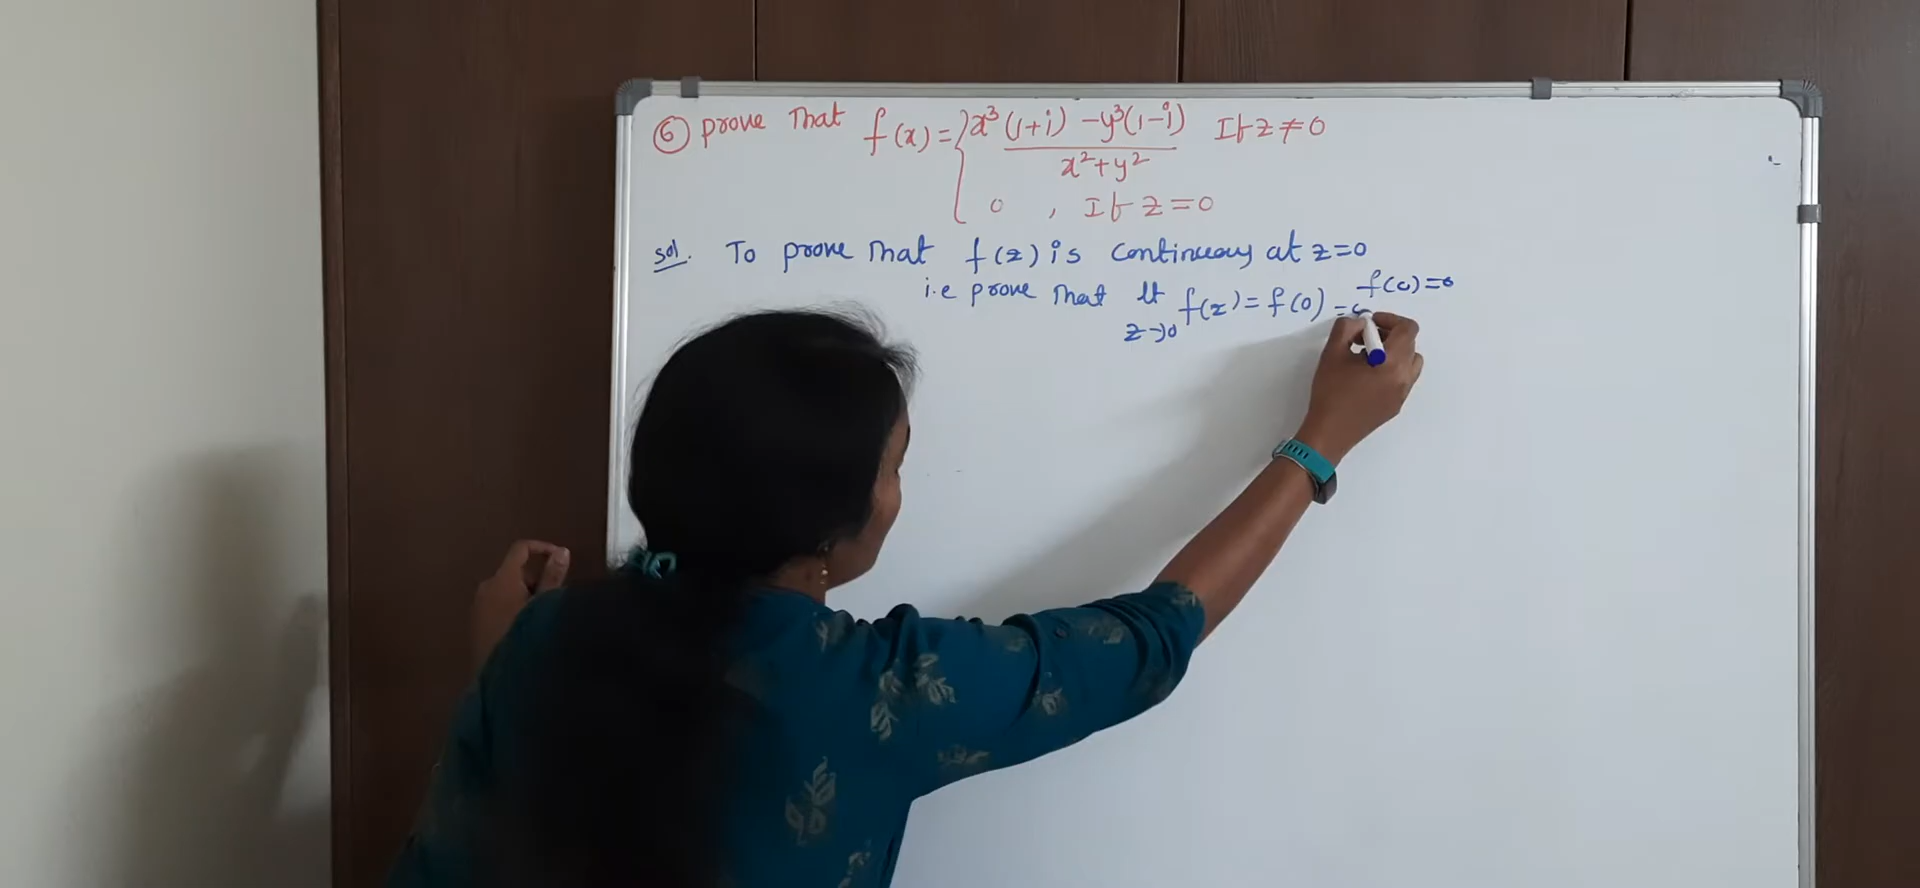 ⑥ prove that f(x) = { x³(1+i) - y³(1-i) / x²+y² If z ≠ 0
0 , If z = 0
sol. To prove that f(z) is continuous at z=0
f(0)=0
i.e prove that lt z→0 f(z) = f(0) =